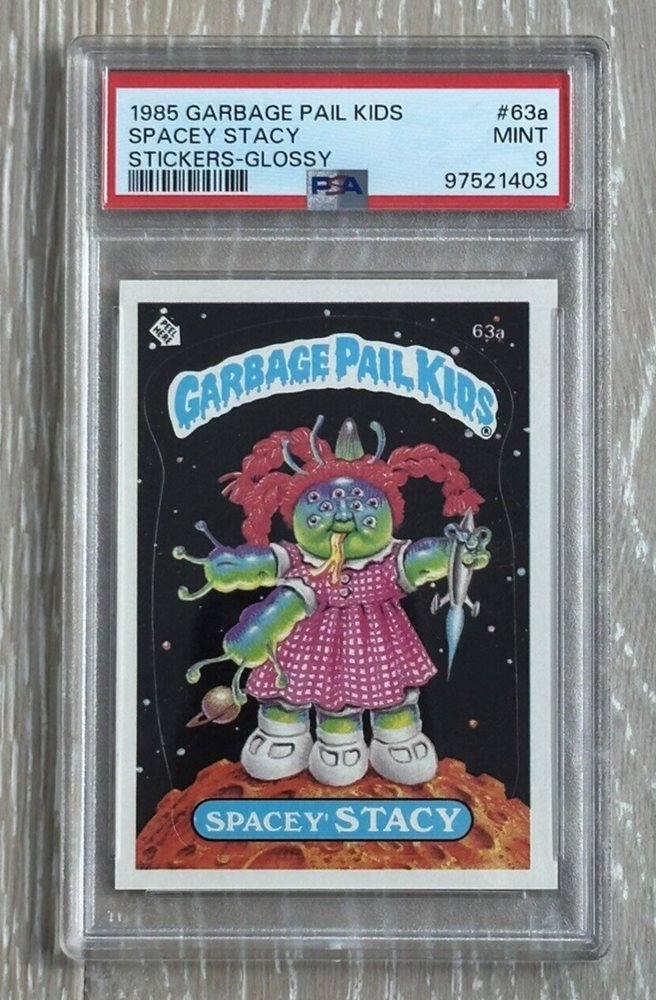 1985 GARBAGE PAIL KIDS #63a
SPACEY STACY MINT
STICKERS-GLOSSY 9
PSA 97521403
PEEL
HERE
63a
GARBAGE PAIL KIDS®
SPACEY STACY